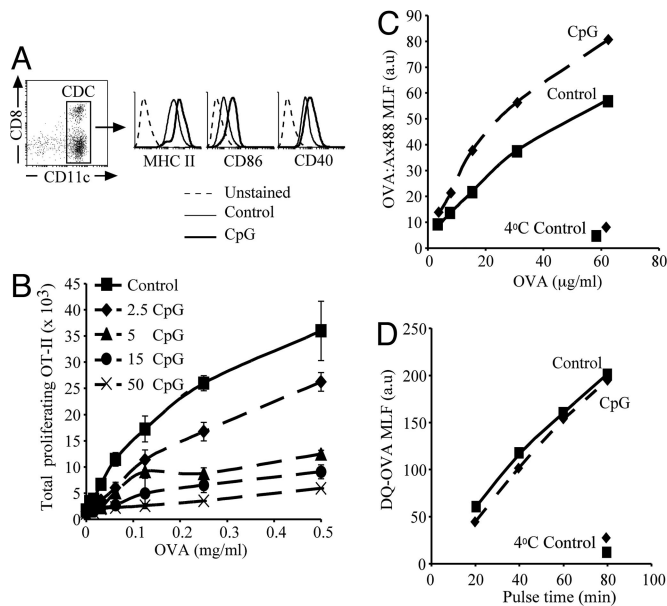 A
CDC
CD8
CD11c
MHC II
CD86
CD40
Unstained
Control
CpG
B
Total proliferating OT-II (x 10³)
45
40
35
30
25
20
15
10
5
0
Control
2.5 CpG
5 CpG
15 CpG
50 CpG
0
0.1
0.2
0.3
0.4
0.5
OVA (mg/ml)
C
OVA:Ax488 MLF (a.u)
90
80
70
60
50
40
30
20
10
0
CpG
Control
4⁰C Control
0
20
40
60
80
OVA (µg/ml)
D
DQ-OVA MLF (a.u)
250
200
150
100
50
0
Control
CpG
4⁰C Control
0
20
40
60
80
100
Pulse time (min)